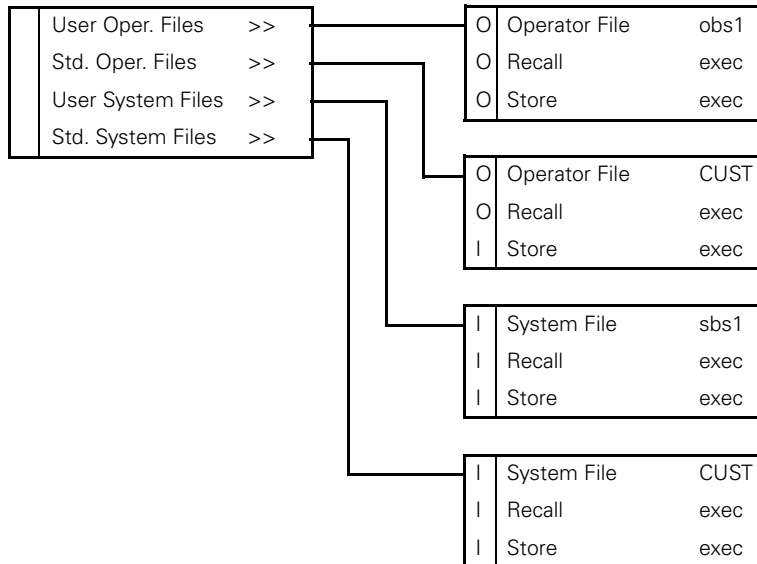 User Oper. Files >>
Std. Oper. Files >>
User System Files >>
Std. System Files >>
O Operator File obs1
O Recall exec
O Store exec
O Operator File CUST
O Recall exec
I Store exec
I System File sbs1
I Recall exec
I Store exec
I System File CUST
I Recall exec
I Store exec